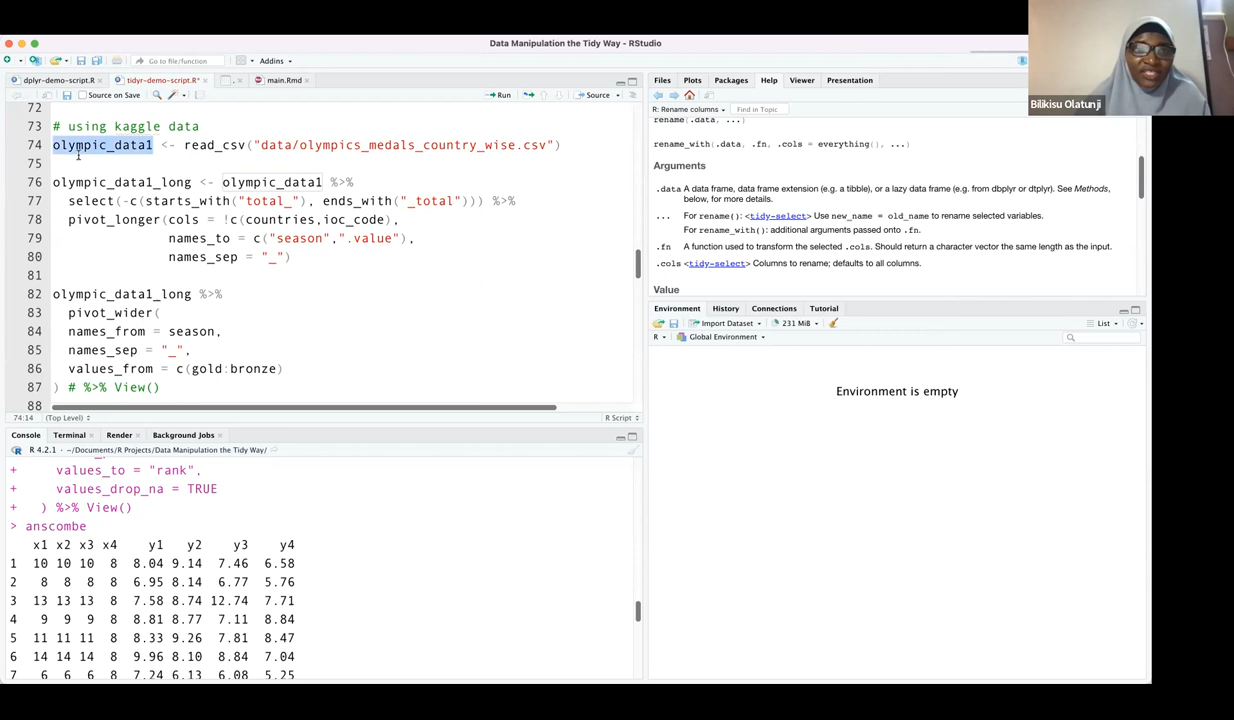 Data Manipulation the Tidy Way - RStudio
Go to file/function
Addins
dplyr-demo-script.R
tidyr-demo-script.R*
main.Rmd
Source on Save
Run
Source
72
73 # using kaggle data
74 olympic_data1 <- read_csv("data/olympics_medals_country_wise.csv")
75
76 olympic_data1_long <- olympic_data1 %>%
77 select(-c(starts_with("total_"), ends_with("_total"))) %>%
78 pivot_longer(cols = !c(countries,ioc_code),
79 names_to = c("season",".value"),
80 names_sep = "_")
81
82 olympic_data1_long %>%
83 pivot_wider(
84 names_from = season,
85 names_sep = "_",
86 values_from = c(gold:bronze)
87 ) # %>% View()
88
74:14 (Top Level)
R Script
Console Terminal Render Background Jobs
R 4.2.1 · ~/Documents/R Projects/Data Manipulation the Tidy Way/
+ values_to = "rank",
+ values_drop_na = TRUE
+ ) %>% View()
> anscombe
x1 x2 x3 x4 y1 y2 y3 y4
1 10 10 10 8 8.04 9.14 7.46 6.58
2 8 8 8 8 6.95 8.14 6.77 5.76
3 13 13 13 8 7.58 8.74 12.74 7.71
4 9 9 9 8 8.81 8.77 7.11 8.84
5 11 11 11 8 8.33 9.26 7.81 8.47
6 14 14 14 8 9.96 8.10 8.84 7.04
7 6 6 6 8 7.24 6.13 6.08 5.25
Files Plots Packages Help Viewer Presentation
R: Rename columns
Find in Topic
rename(.data, ...)
rename_with(.data, .fn, .cols = everything(), ...)
Arguments
.data A data frame, data frame extension (e.g. a tibble), or a lazy data frame (e.g. from dbplyr or dtplyr). See Methods,
below, for more details.
... For rename(): <tidy-select> Use new_name = old_name to rename selected variables.
For rename_with(): additional arguments passed onto .fn.
.fn A function used to transform the selected .cols. Should return a character vector the same length as the input.
.cols <tidy-select> Columns to rename; defaults to all columns.
Value
Environment History Connections Tutorial
Import Dataset
231 MiB
List
R
Global Environment
Environment is empty
Bilikisu Olatunji